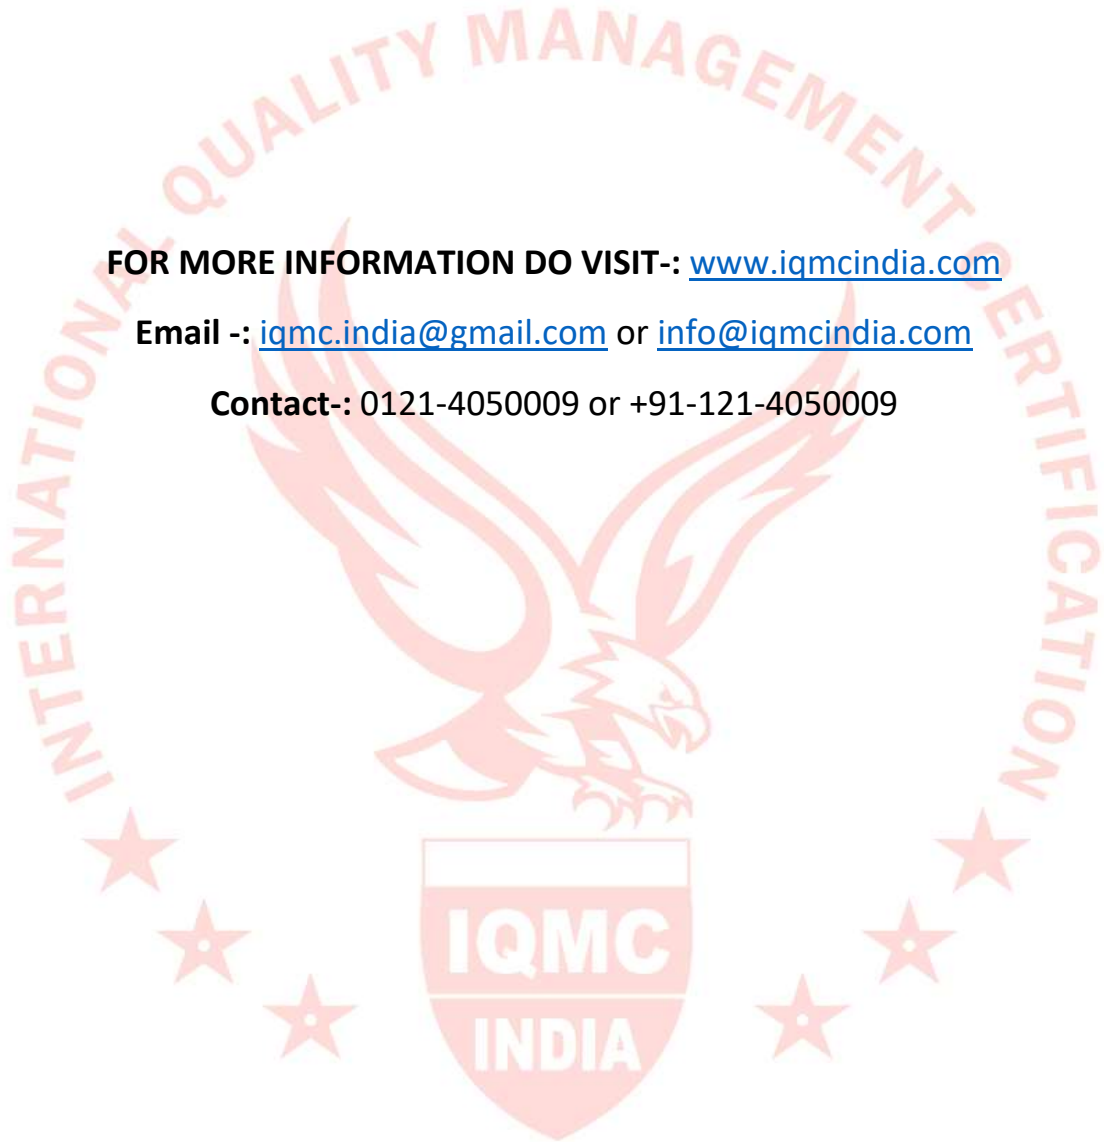 INTERNATIONAL QUALITY MANAGEMENT CERTIFICATION
FOR MORE INFORMATION DO VISIT-: www.iqmcindia.com
Email -: iqmc.india@gmail.com or info@iqmcindia.com
Contact-: 0121-4050009 or +91-121-4050009
IQMC
INDIA